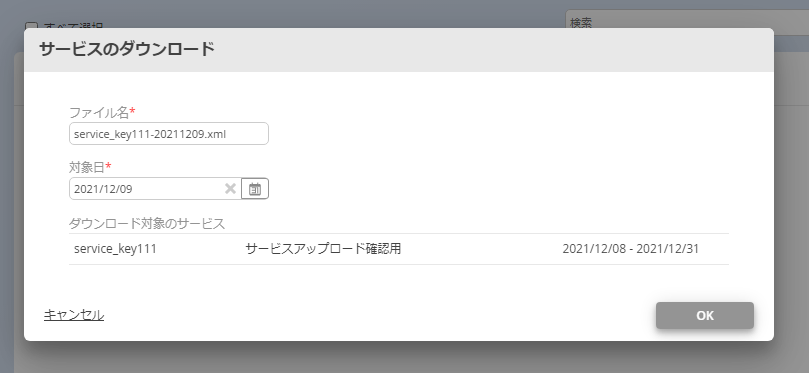 すべて選択
検索
サービスのダウンロード
ファイル名*
service_key111-20211209.xml
対象日*
2021/12/09
31
ダウンロード対象のサービス
service_key111 サービスアップロード確認用 2021/12/08 - 2021/12/31
キャンセル OK